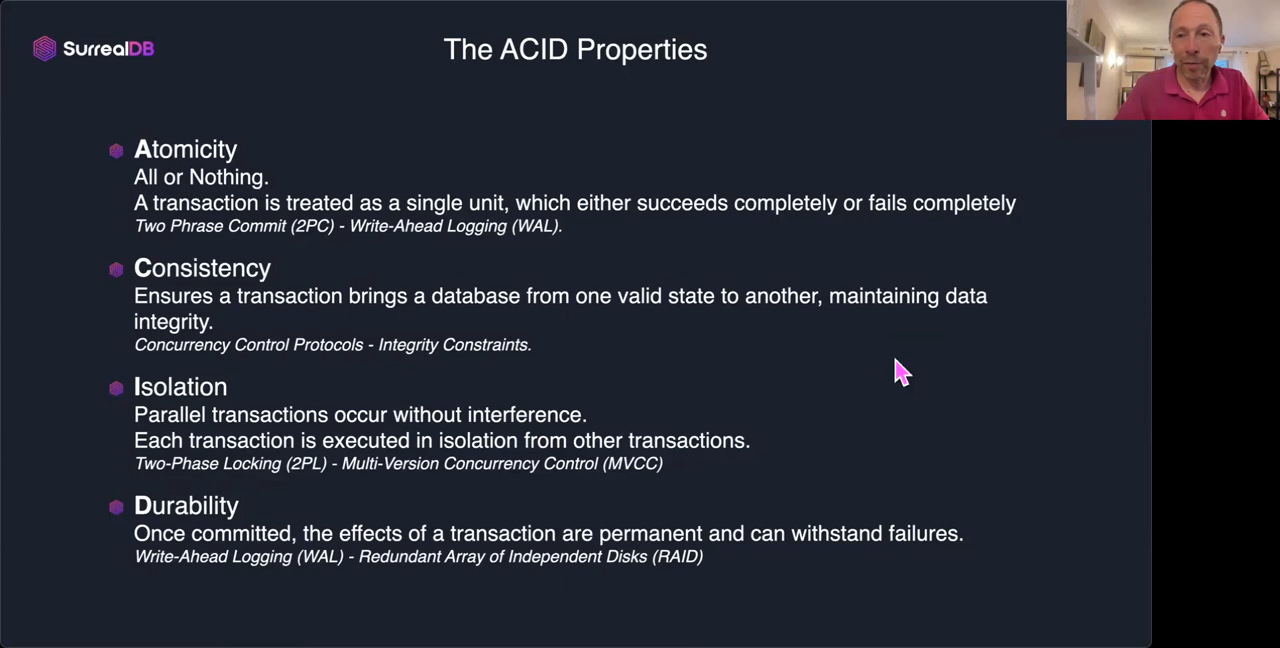 SurrealDB
The ACID Properties
Atomicity
All or Nothing.
A transaction is treated as a single unit, which either succeeds completely or fails completely
Two Phrase Commit (2PC) - Write-Ahead Logging (WAL).
Consistency
Ensures a transaction brings a database from one valid state to another, maintaining data
integrity.
Concurrency Control Protocols - Integrity Constraints.
Isolation
Parallel transactions occur without interference.
Each transaction is executed in isolation from other transactions.
Two-Phase Locking (2PL) - Multi-Version Concurrency Control (MVCC)
Durability
Once committed, the effects of a transaction are permanent and can withstand failures.
Write-Ahead Logging (WAL) - Redundant Array of Independent Disks (RAID)